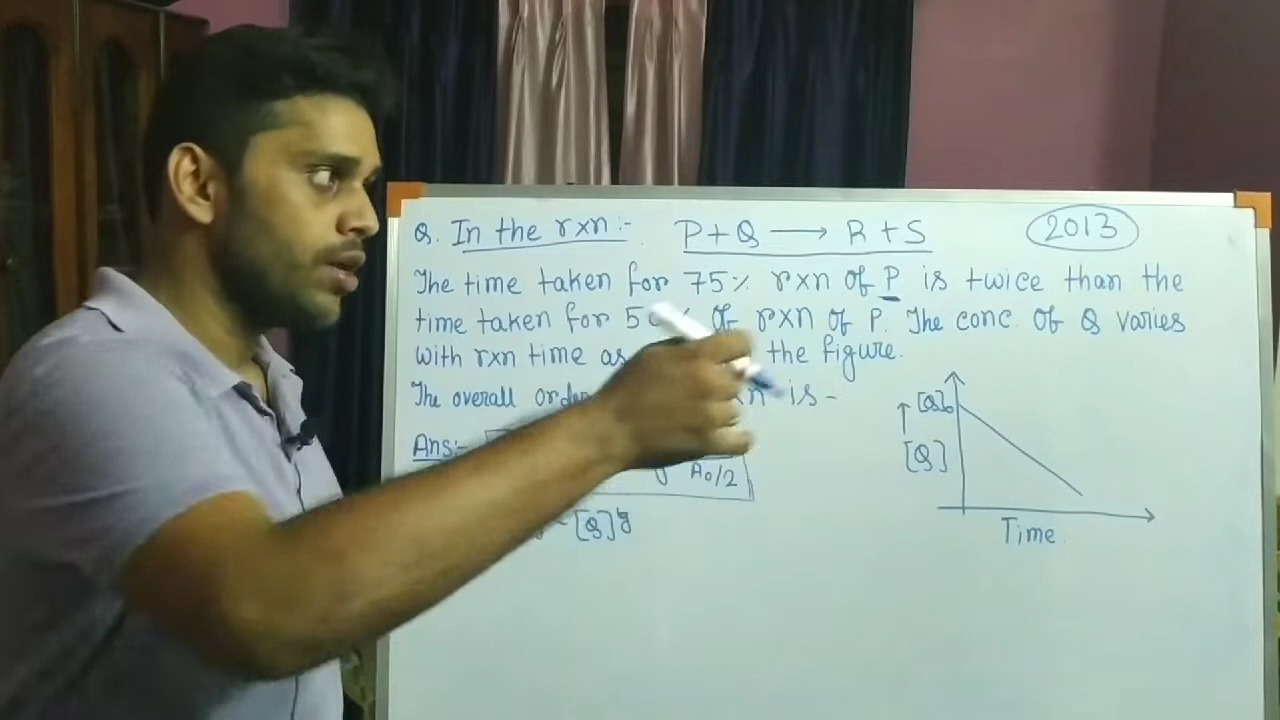 Q. In the rxn:- P+Q ⟶ R+S 2013
The time taken for 75% rxn of P is twice than the
time taken for 50% of rxn of P. The conc. of Q varies
with rxn time as the figure.
The overall order is -
[Q]₀
[Q]
Time
Ans:-
A₀/2
[Q]^y